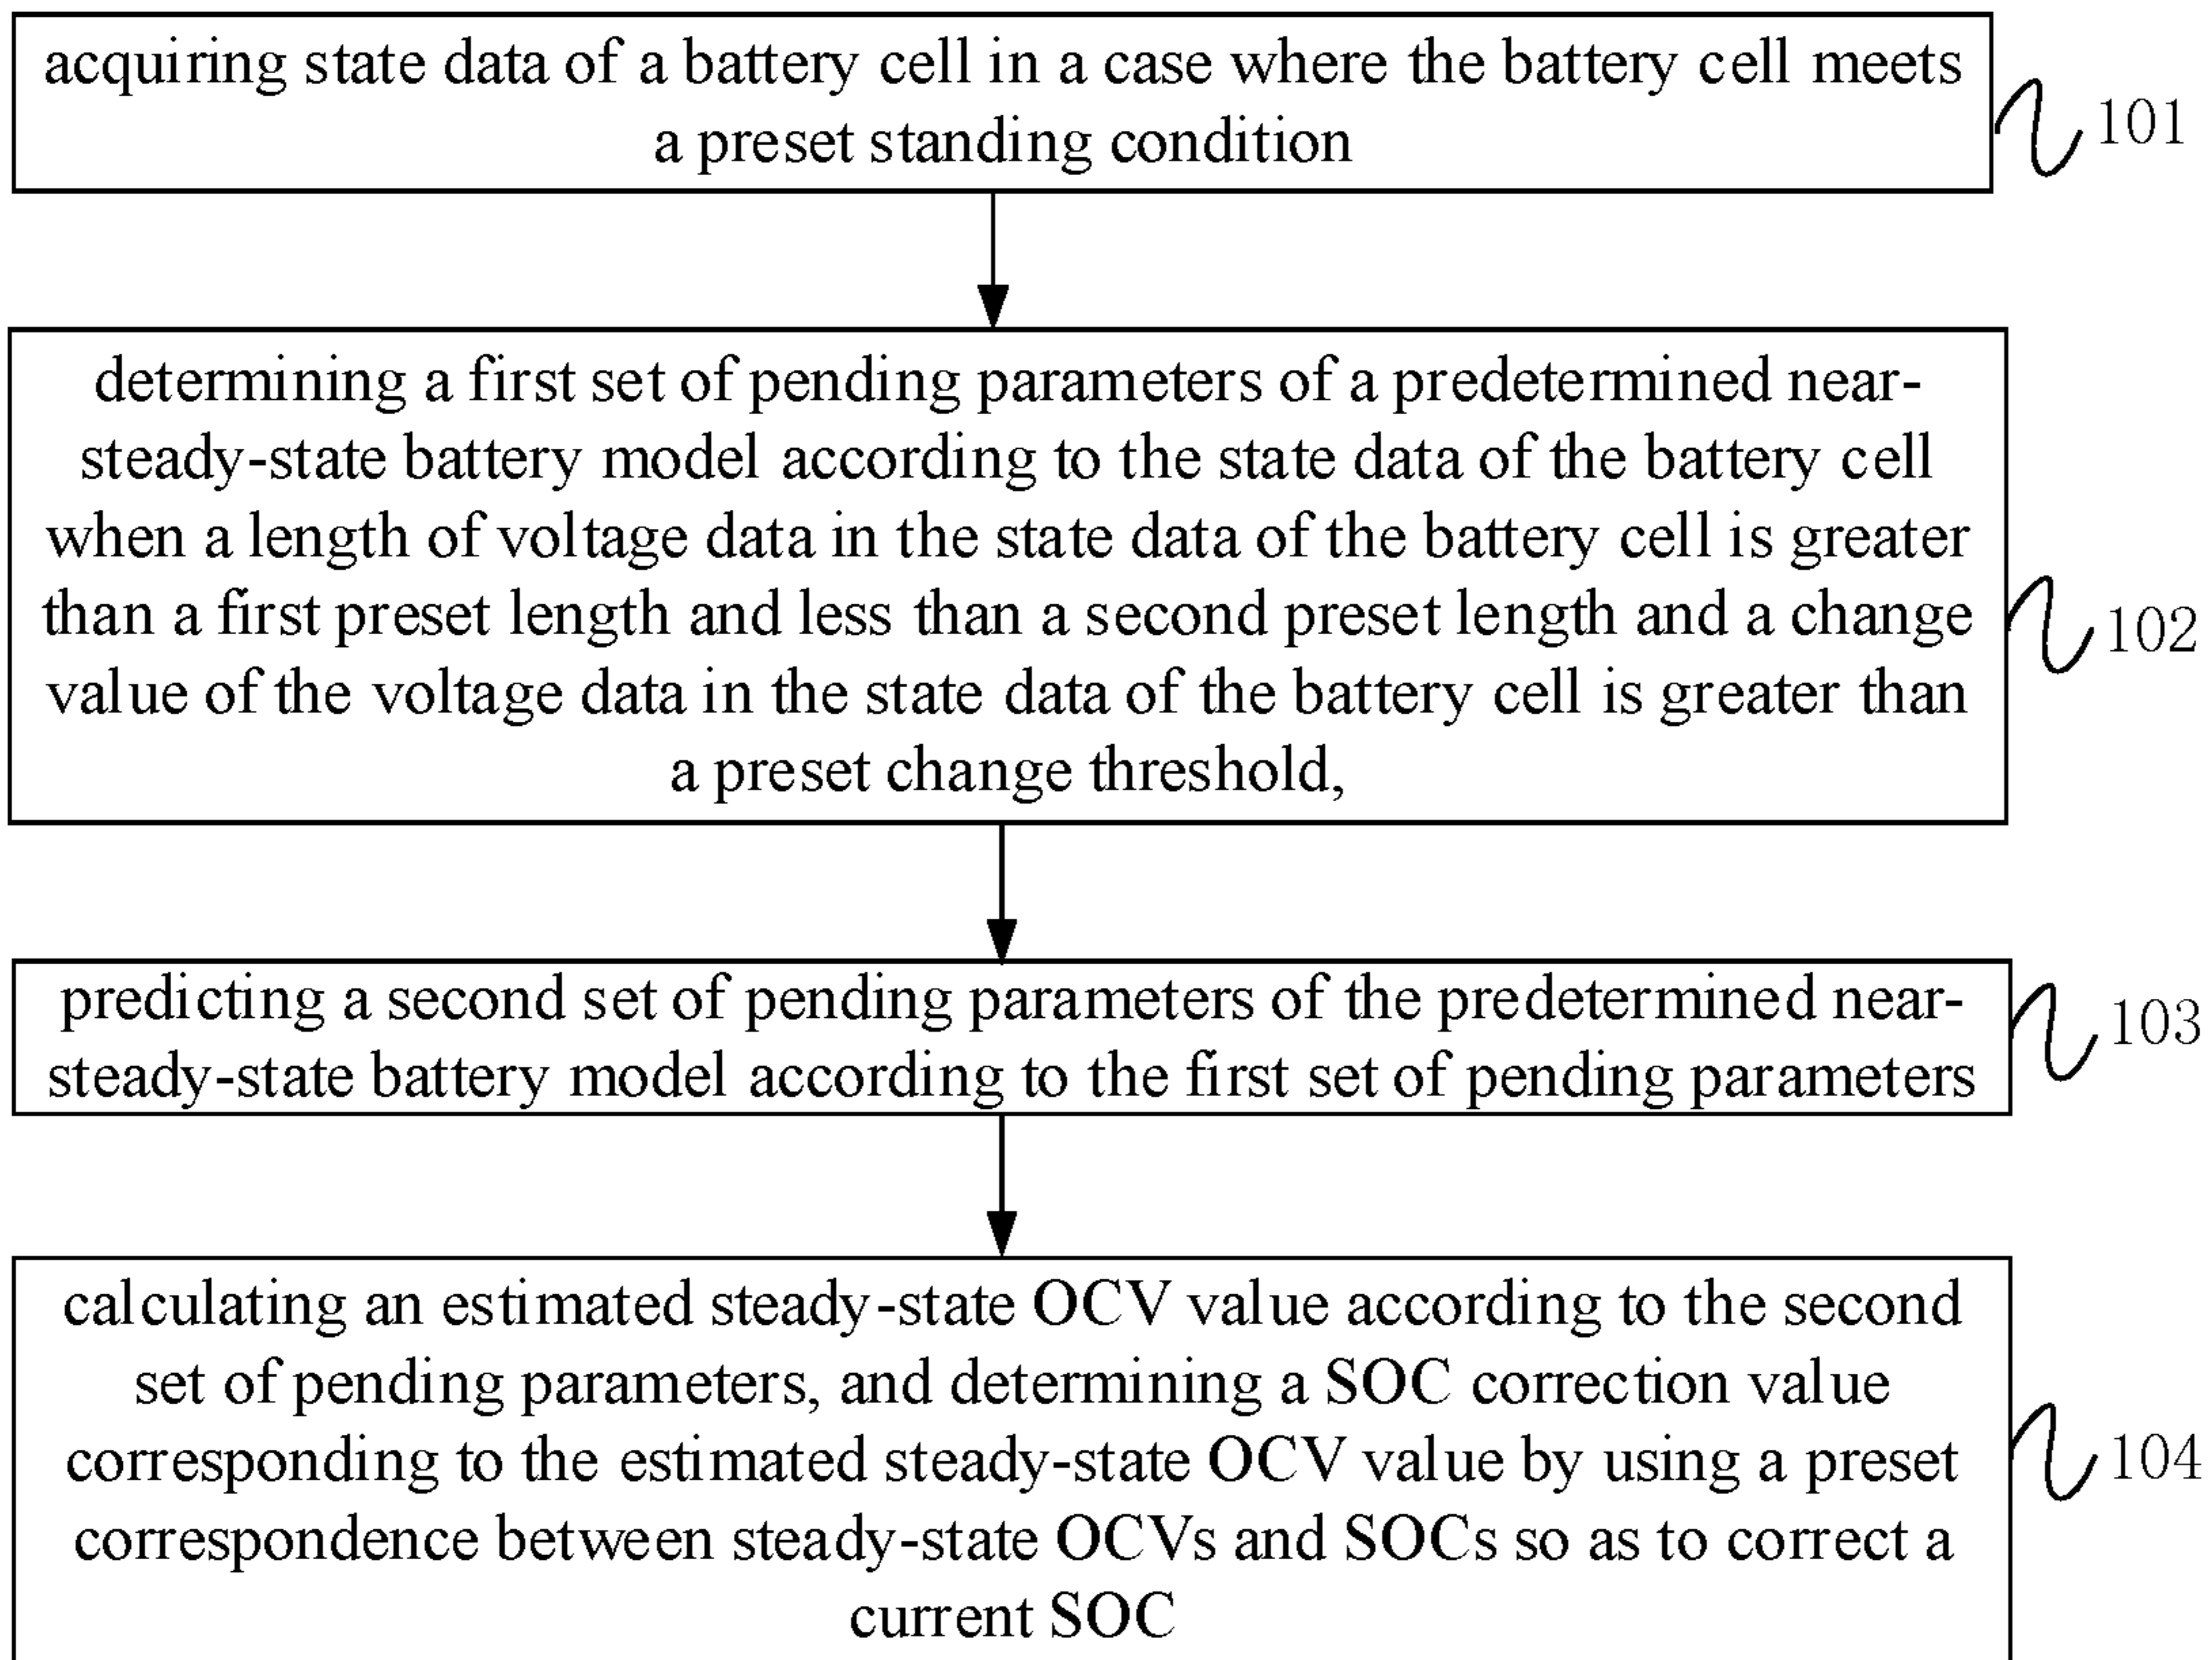 acquiring state data of a battery cell in a case where the battery cell meets
a preset standing condition
101
determining a first set of pending parameters of a predetermined near-
steady-state battery model according to the state data of the battery cell
when a length of voltage data in the state data of the battery cell is greater
than a first preset length and less than a second preset length and a change
value of the voltage data in the state data of the battery cell is greater than
a preset change threshold,
102
predicting a second set of pending parameters of the predetermined near-
steady-state battery model according to the first set of pending parameters
103
calculating an estimated steady-state OCV value according to the second
set of pending parameters, and determining a SOC correction value
corresponding to the estimated steady-state OCV value by using a preset
correspondence between steady-state OCVs and SOCs so as to correct a
current SOC
104